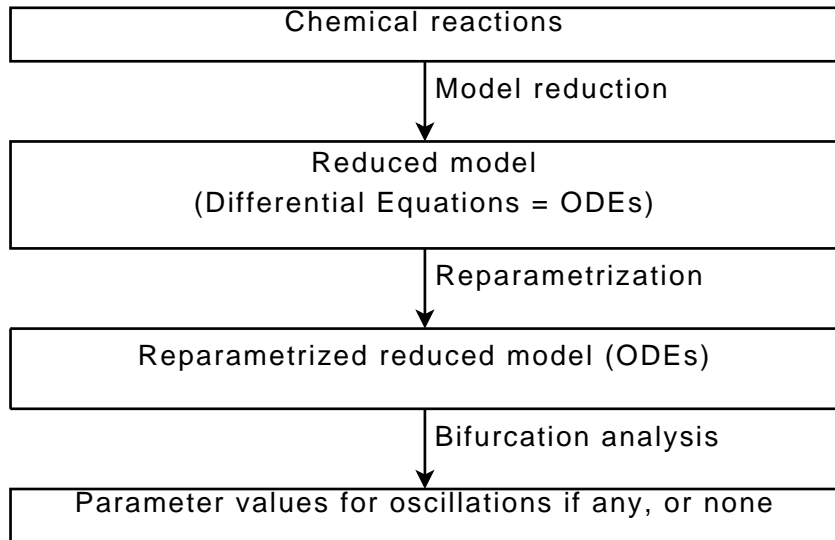 Chemical reactions
Model reduction
Reduced model
(Differential Equations = ODEs)
Reparametrization
Reparametrized reduced model (ODEs)
Bifurcation analysis
Parameter values for oscillations if any, or none